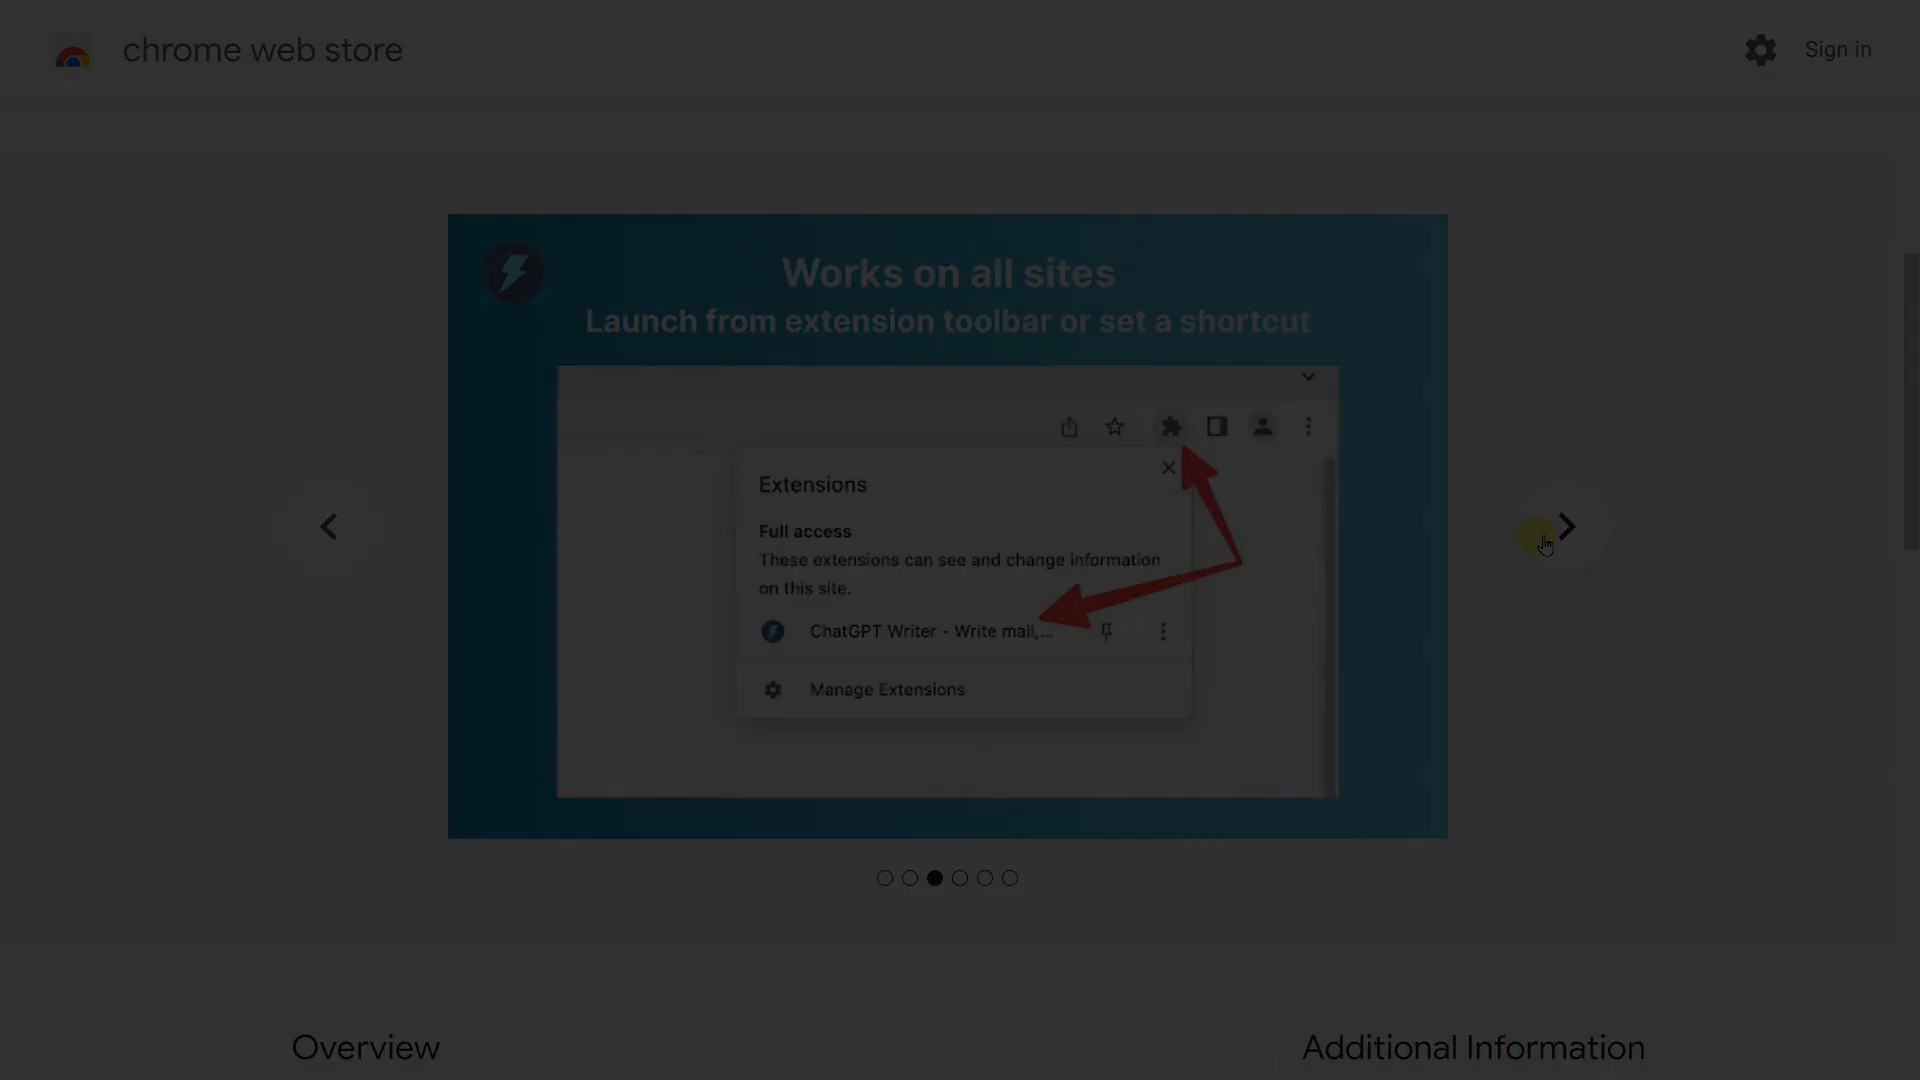 chrome web store
Sign in
Works on all sites
Launch from extension toolbar or set a shortcut
Extensions
Full access
These extensions can see and change information
on this site.
ChatGPT Writer - Write mail,...
Manage Extensions
Overview
Additional Information